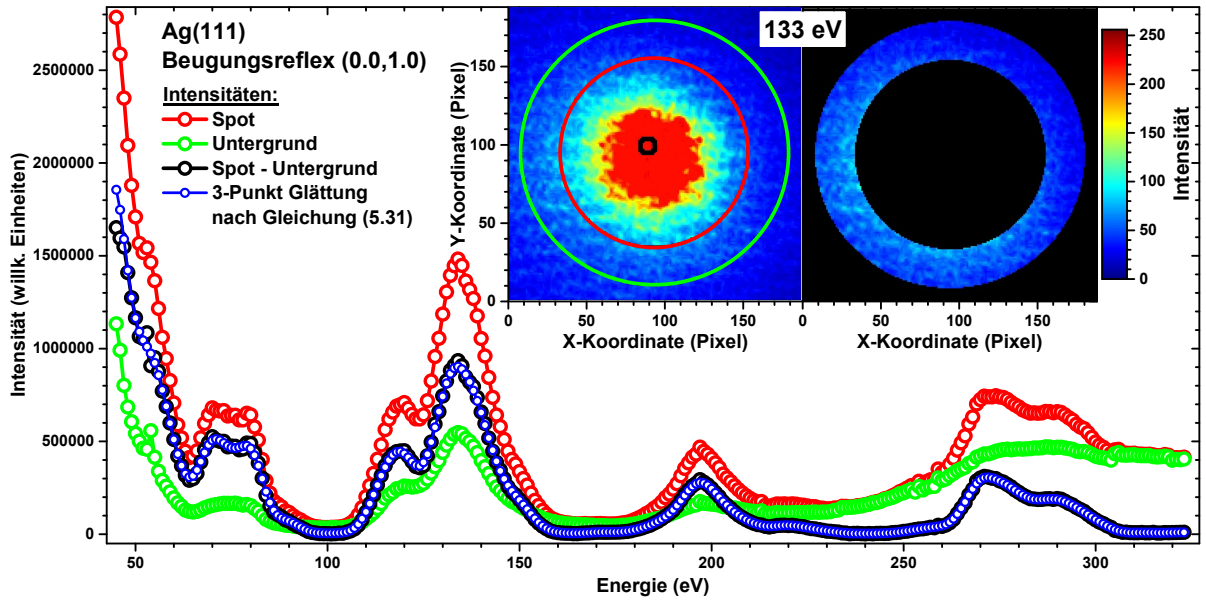 Ag(111)
Beugungsreflex (0.0,1.0)
Intensitäten:
Spot
Untergrund
Spot - Untergrund
3-Punkt Glättung
nach Gleichung (5.31)
133 eV
Intensität (willk. Einheiten)
2500000
2000000
1500000
1000000
500000
0
50
100
150
200
250
300
Energie (eV)
Y-Koordinate (Pixel)
150
100
50
0
0
50
100
150
X-Koordinate (Pixel)
0
50
100
150
X-Koordinate (Pixel)
250
200
150
100
50
0
Intensität